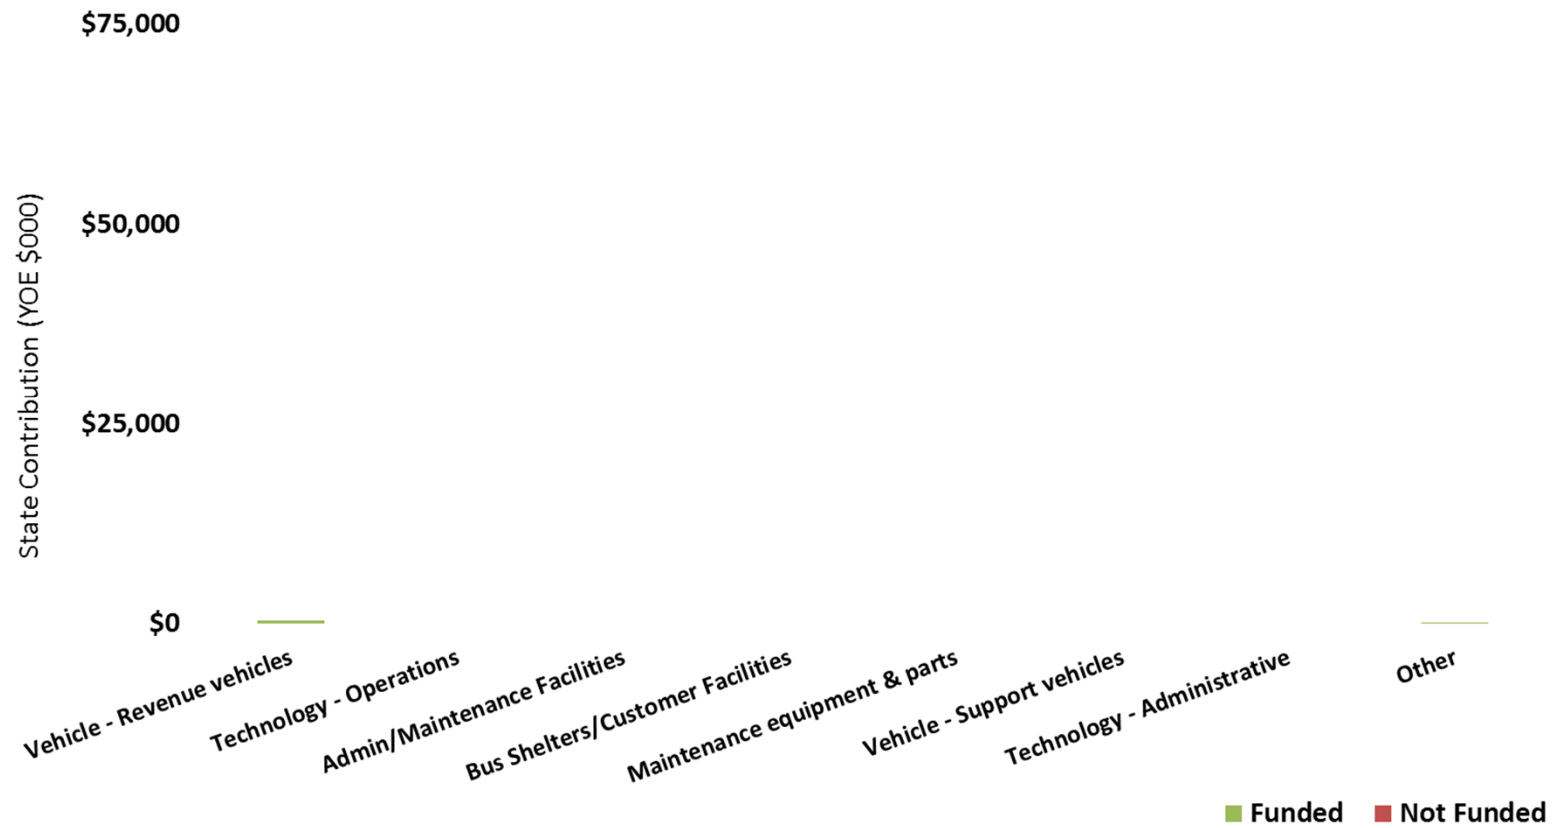 $75,000
$50,000
$25,000
$0
State Contribution (YOE $000)
Vehicle - Revenue vehicles
Technology - Operations
Admin/Maintenance Facilities
Bus Shelters/Customer Facilities
Maintenance equipment & parts
Vehicle - Support vehicles
Technology - Administrative
Other
Funded
Not Funded